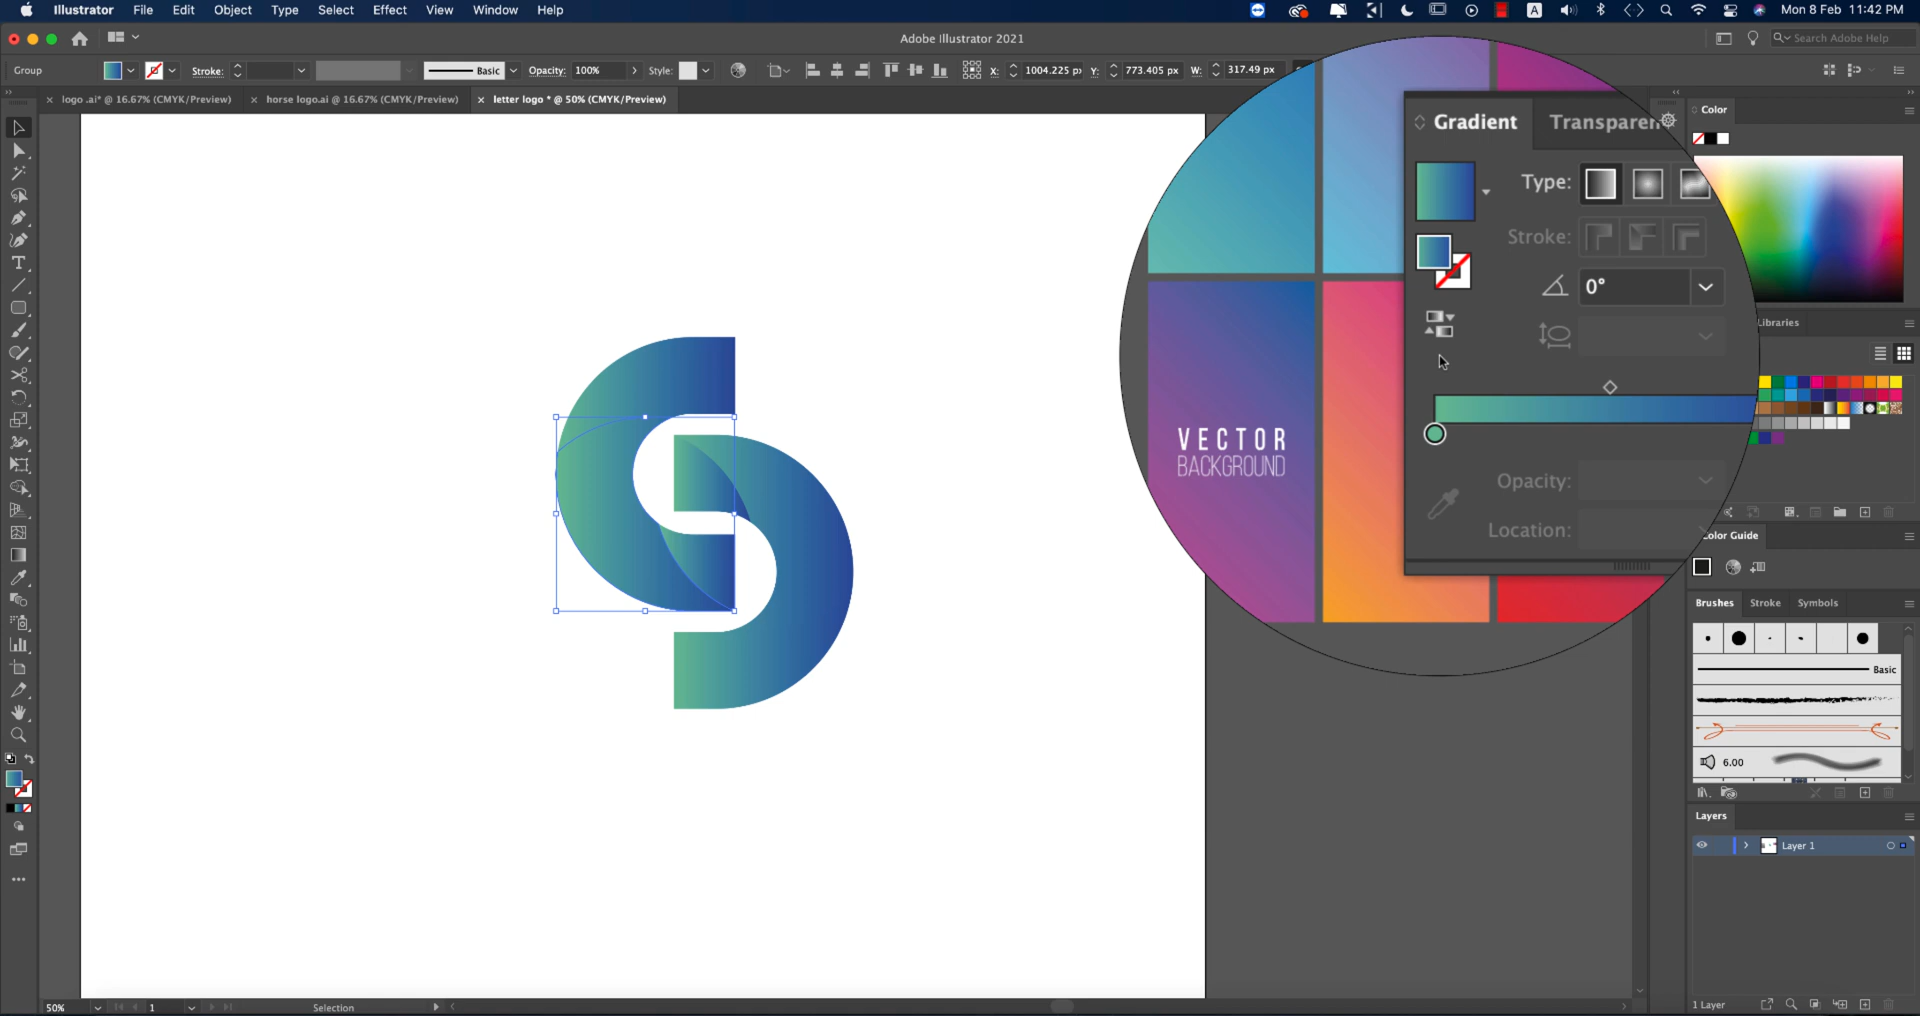 Illustrator File Edit Object Type Select Effect View Window Help
A Mon 8 Feb 11:42 PM
Adobe Illustrator 2021
Search Adobe Help
Group Stroke: Basic Opacity: 100% Style: X: 1004.225 px Y: 773.405 px W: 317.49 px
logo .ai* @ 16.67% (CMYK/Preview) horse logo.ai @ 16.67% (CMYK/Preview) letter logo * @ 50% (CMYK/Preview)
Color
Gradient
Type:
Stroke:
0°
Libraries
VECTOR
BACKGROUND
Opacity:
Location:
Color Guide
Brushes Stroke Symbols
Basic
6.00
Layers
Layer 1
50% 1 Selection
1 Layer